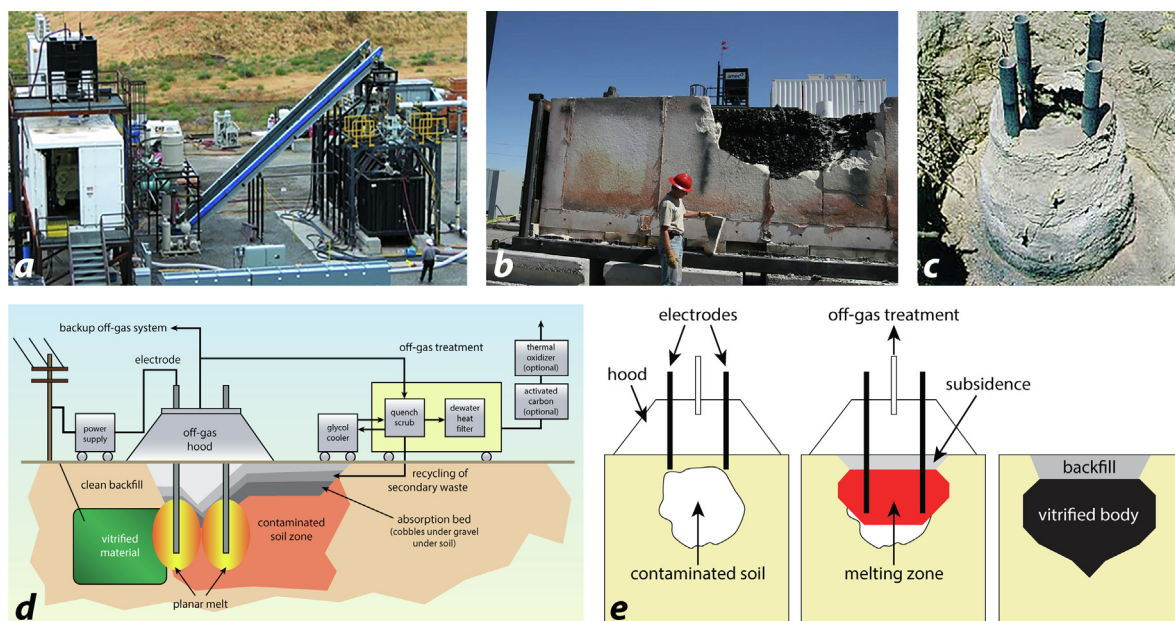 a
b
c
backup off-gas system
electrode
off-gas treatment
thermal
oxidizer
(optional)
activated
carbon
(optional)
power
supply
off-gas
hood
glycol
cooler
quench
scrub
dewater
heat
filter
clean backfill
recycling of
secondary waste
vitrified
material
contaminated
soil zone
absorption bed
(cobbles under gravel
under soil)
planar melt
d
electrodes
off-gas treatment
hood
subsidence
contaminated soil
melting zone
backfill
vitrified body
e